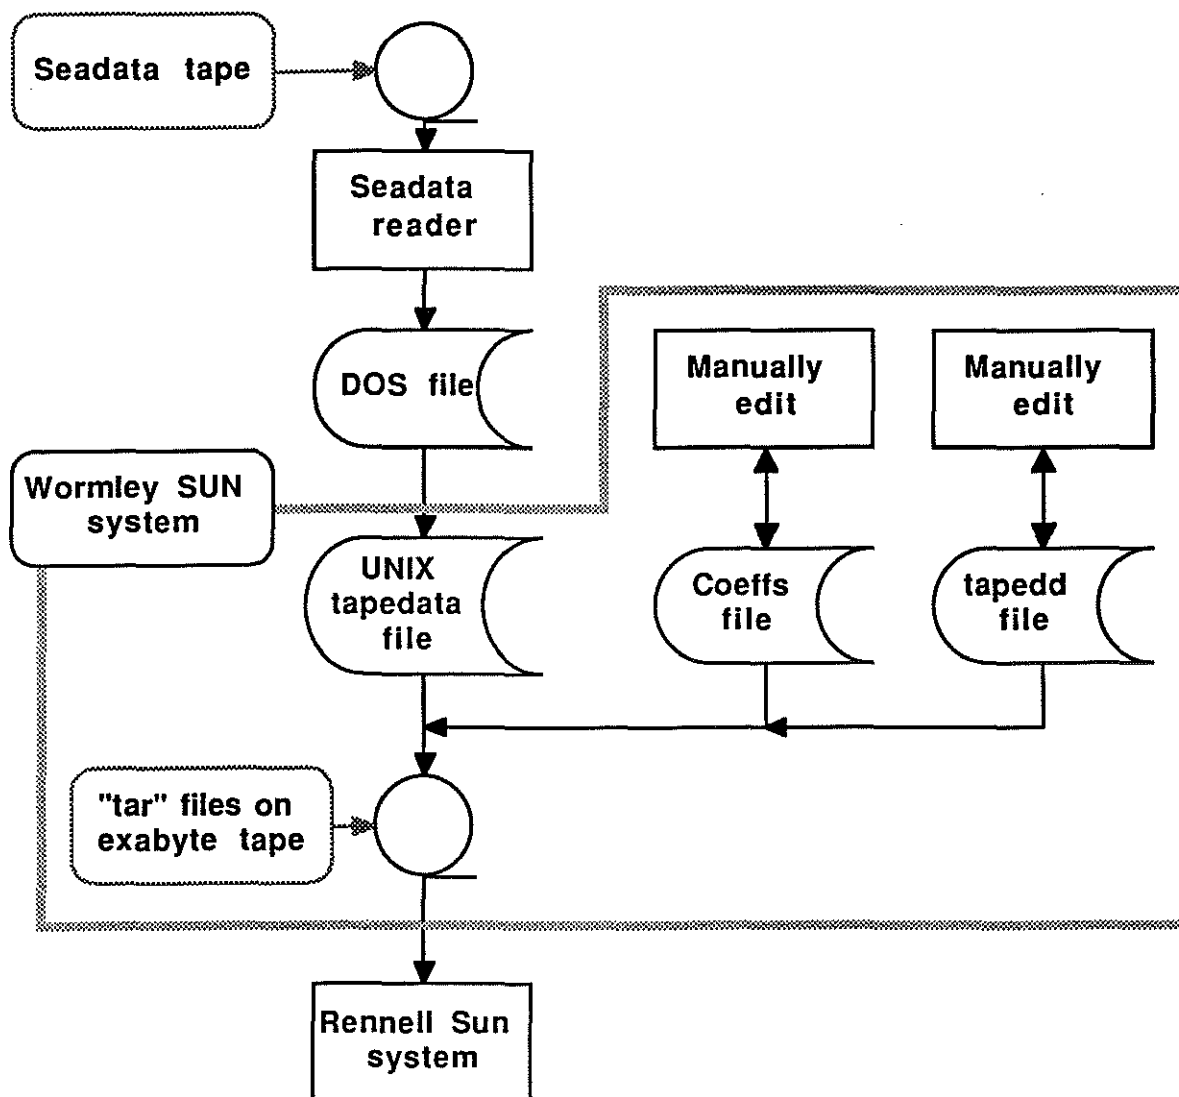 Seadata tape
Seadata
reader
DOS file
Manually
edit
Manually
edit
Wormley SUN
system
UNIX
tapedata
file
Coeffs
file
tapedd
file
"tar" files on
exabyte tape
Rennell Sun
system